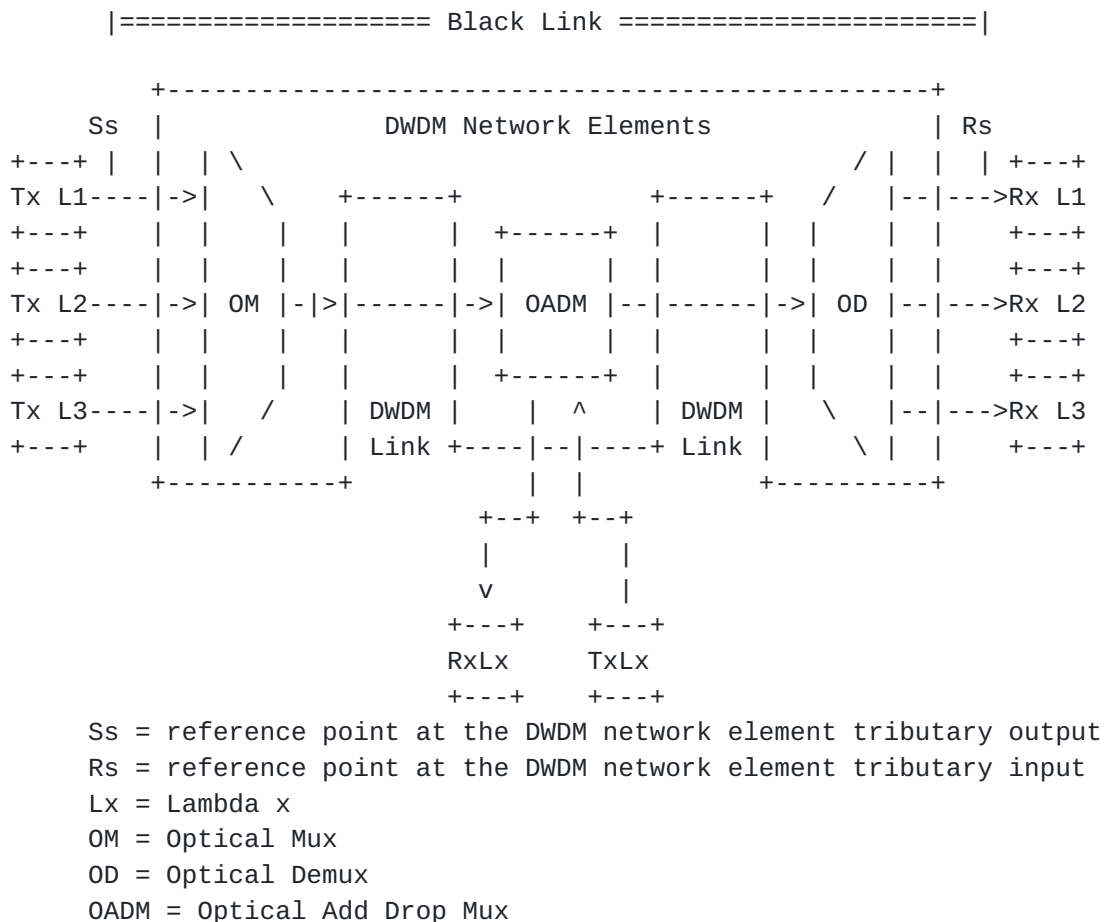 |==================== Black Link =======================|
+-------------------------------------------------+
Ss | DWDM Network Elements | Rs
+---+ | | | \ / | | | +---+
Tx L1----|->| \ +------+ +------+ / |--|--->Rx L1
+---+ | | | | | +------+ | | | | | +---+
+---+ | | | | | | | | | | | | +---+
Tx L2----|->| OM |-|>|------|->| OADM |--|------|->| OD |--|--->Rx L2
+---+ | | | | | | | | | | | | +---+
+---+ | | | | | +------+ | | | | | +---+
Tx L3----|->| / | DWDM | | ^ | DWDM | \ |--|--->Rx L3
+---+ | | / | Link +----|--|----+ Link | \ | | +---+
+-----------+ | | +----------+
+--+ +--+
| |
v |
+---+ +---+
RxLx TxLx
+---+ +---+
Ss = reference point at the DWDM network element tributary output
Rs = reference point at the DWDM network element tributary input
Lx = Lambda x
OM = Optical Mux
OD = Optical Demux
OADM = Optical Add Drop Mux